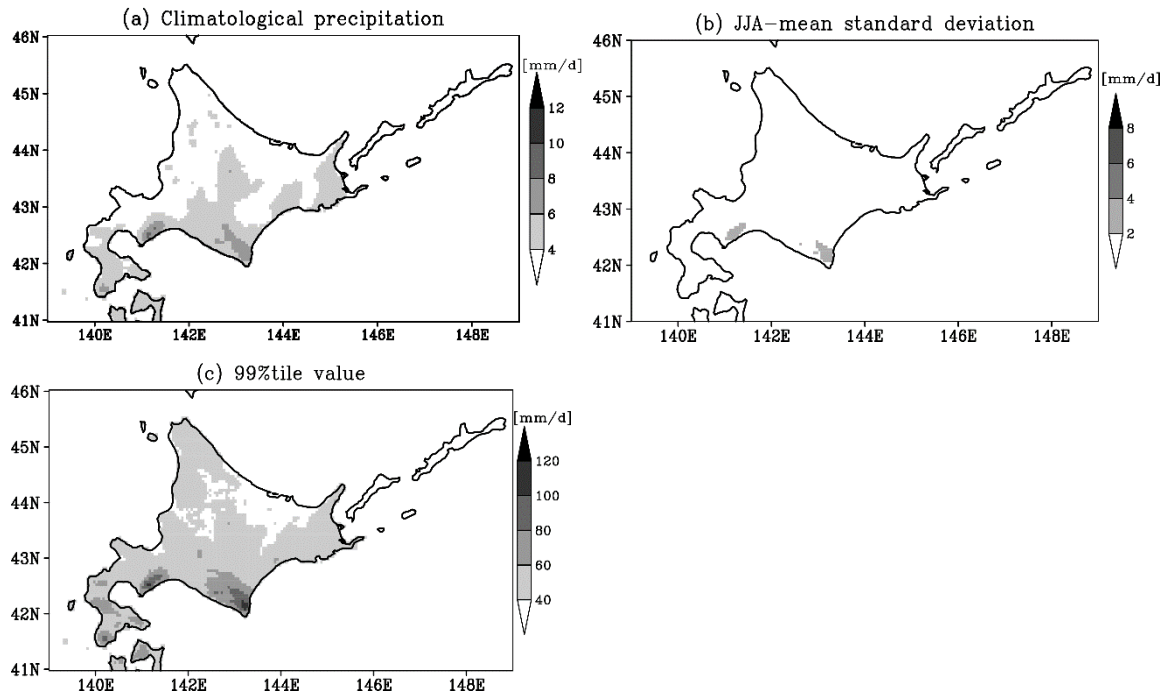 (a) Climatological precipitation
46N
45N
44N
43N
42N
41N
140E 142E 144E 146E 148E
[mm/d]
12
10
8
6
4
(b) JJA−mean standard deviation
46N
45N
44N
43N
42N
41N
140E 142E 144E 146E 148E
[mm/d]
8
6
4
2
(c) 99%tile value
46N
45N
44N
43N
42N
41N
140E 142E 144E 146E 148E
[mm/d]
120
100
80
60
40